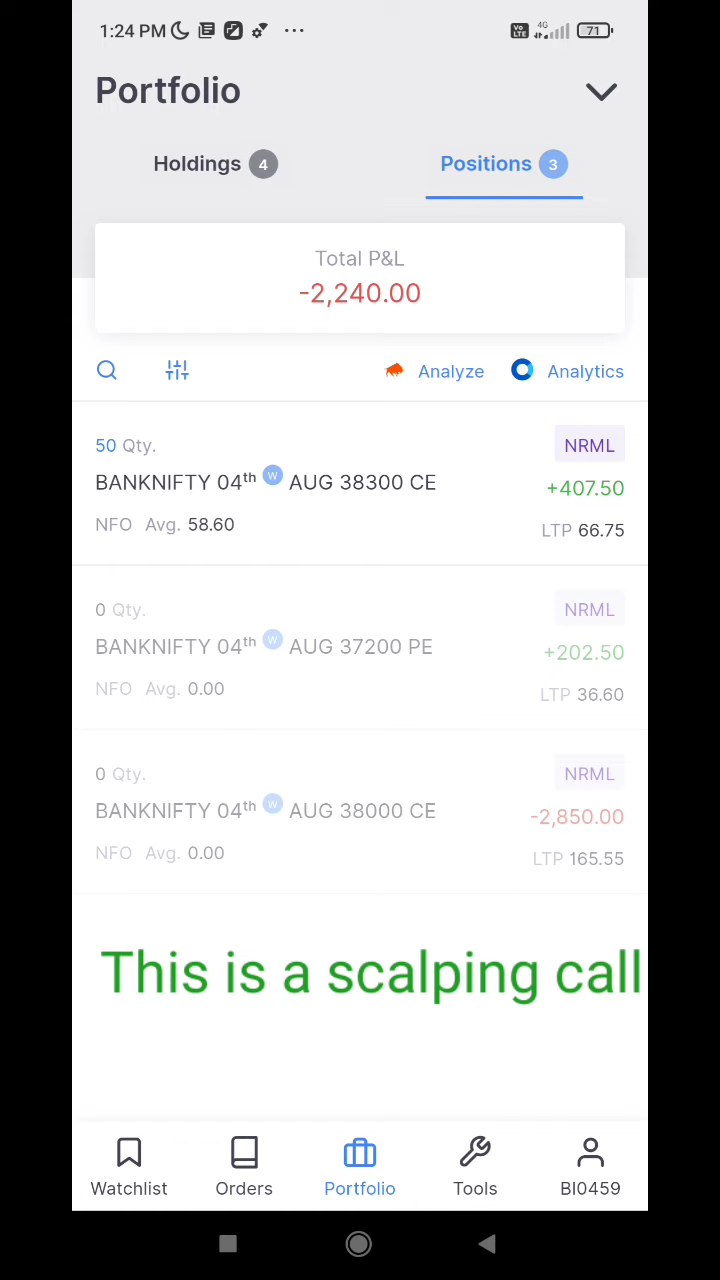 1:24 PM 4G 71
Portfolio
Holdings 4 Positions 3
Total P&L
-2,240.00
Analyze Analytics
50 Qty. NRML
BANKNIFTY 04th W AUG 38300 CE +407.50
NFO Avg. 58.60 LTP 66.75
0 Qty. NRML
BANKNIFTY 04th W AUG 37200 PE +202.50
NFO Avg. 0.00 LTP 36.60
0 Qty. NRML
BANKNIFTY 04th W AUG 38000 CE -2,850.00
NFO Avg. 0.00 LTP 165.55
This is a scalping call
Watchlist Orders Portfolio Tools BI0459